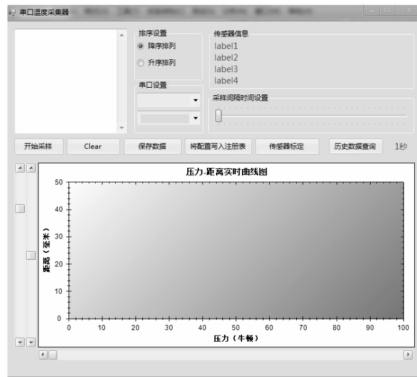 串口温度采集器
排序设置
降序排列
升序排列
串口设置
传感器信息
label1
label2
label3
label4
采样间隔时间设置
开始采样 Clear 保存数据 将配置写入注册表 传感器标定 历史数据查询 1秒
压力-距离实时曲线图
距离（厘米）
50
40
30
20
10
0
0 10 20 30 40 50 60 70 80 90 100
压力（牛顿）